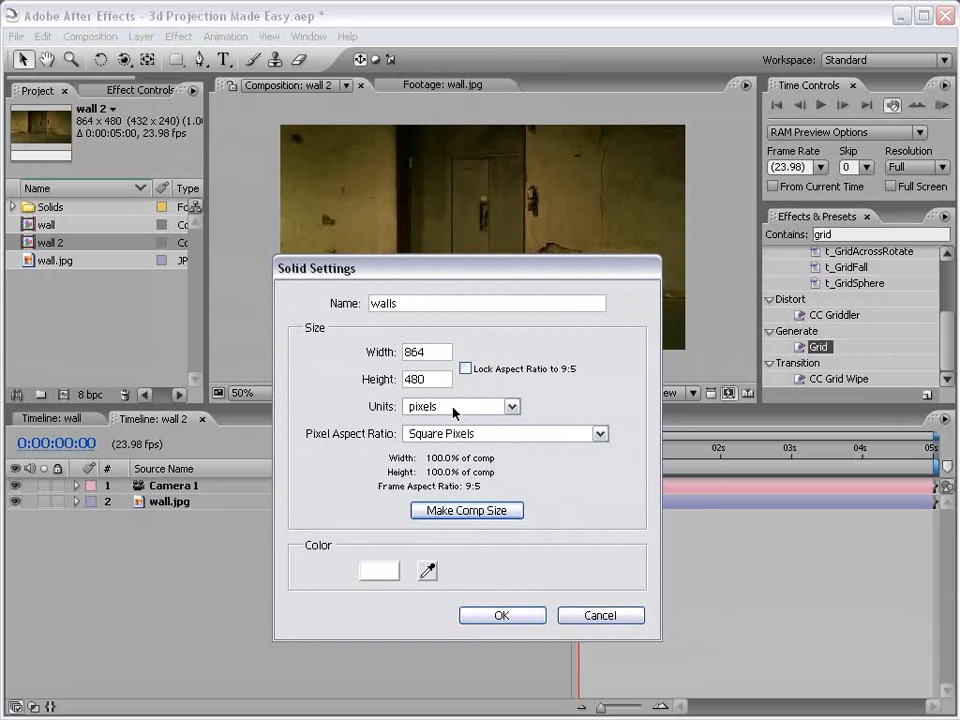 Adobe After Effects - 3d Projection Made Easy.aep *
File Edit Composition Layer Effect Animation View Window Help
Workspace: Standard
Project × Effect Controls
wall 2
864 x 480 (432 x 240) (1.0
Δ 0:00:05:00, 23.98 fps
Name Type
Solids Fo
wall Co
wall 2 Co
wall.jpg JP
8 bpc
Composition: wall 2 × Footage: wall.jpg
50%
Time Controls ×
RAM Preview Options
Frame Rate Skip Resolution
(23.98) 0 Full
From Current Time Full Screen
Effects & Presets ×
Contains: grid
t_GridAcrossRotate
t_GridFall
t_GridSphere
Distort
CC Griddler
Generate
Grid
Transition
CC Grid Wipe
Solid Settings
Name: walls
Size
Width: 864
Lock Aspect Ratio to 9:5
Height: 480
Units: pixels
Pixel Aspect Ratio: Square Pixels
Width: 100.0% of comp
Height: 100.0% of comp
Frame Aspect Ratio: 9:5
Make Comp Size
Color
OK Cancel
Timeline: wall Timeline: wall 2 ×
0:00:00:00 (23.98 fps)
# Source Name
1 Camera 1
2 wall.jpg
02s 03s 04s 05s